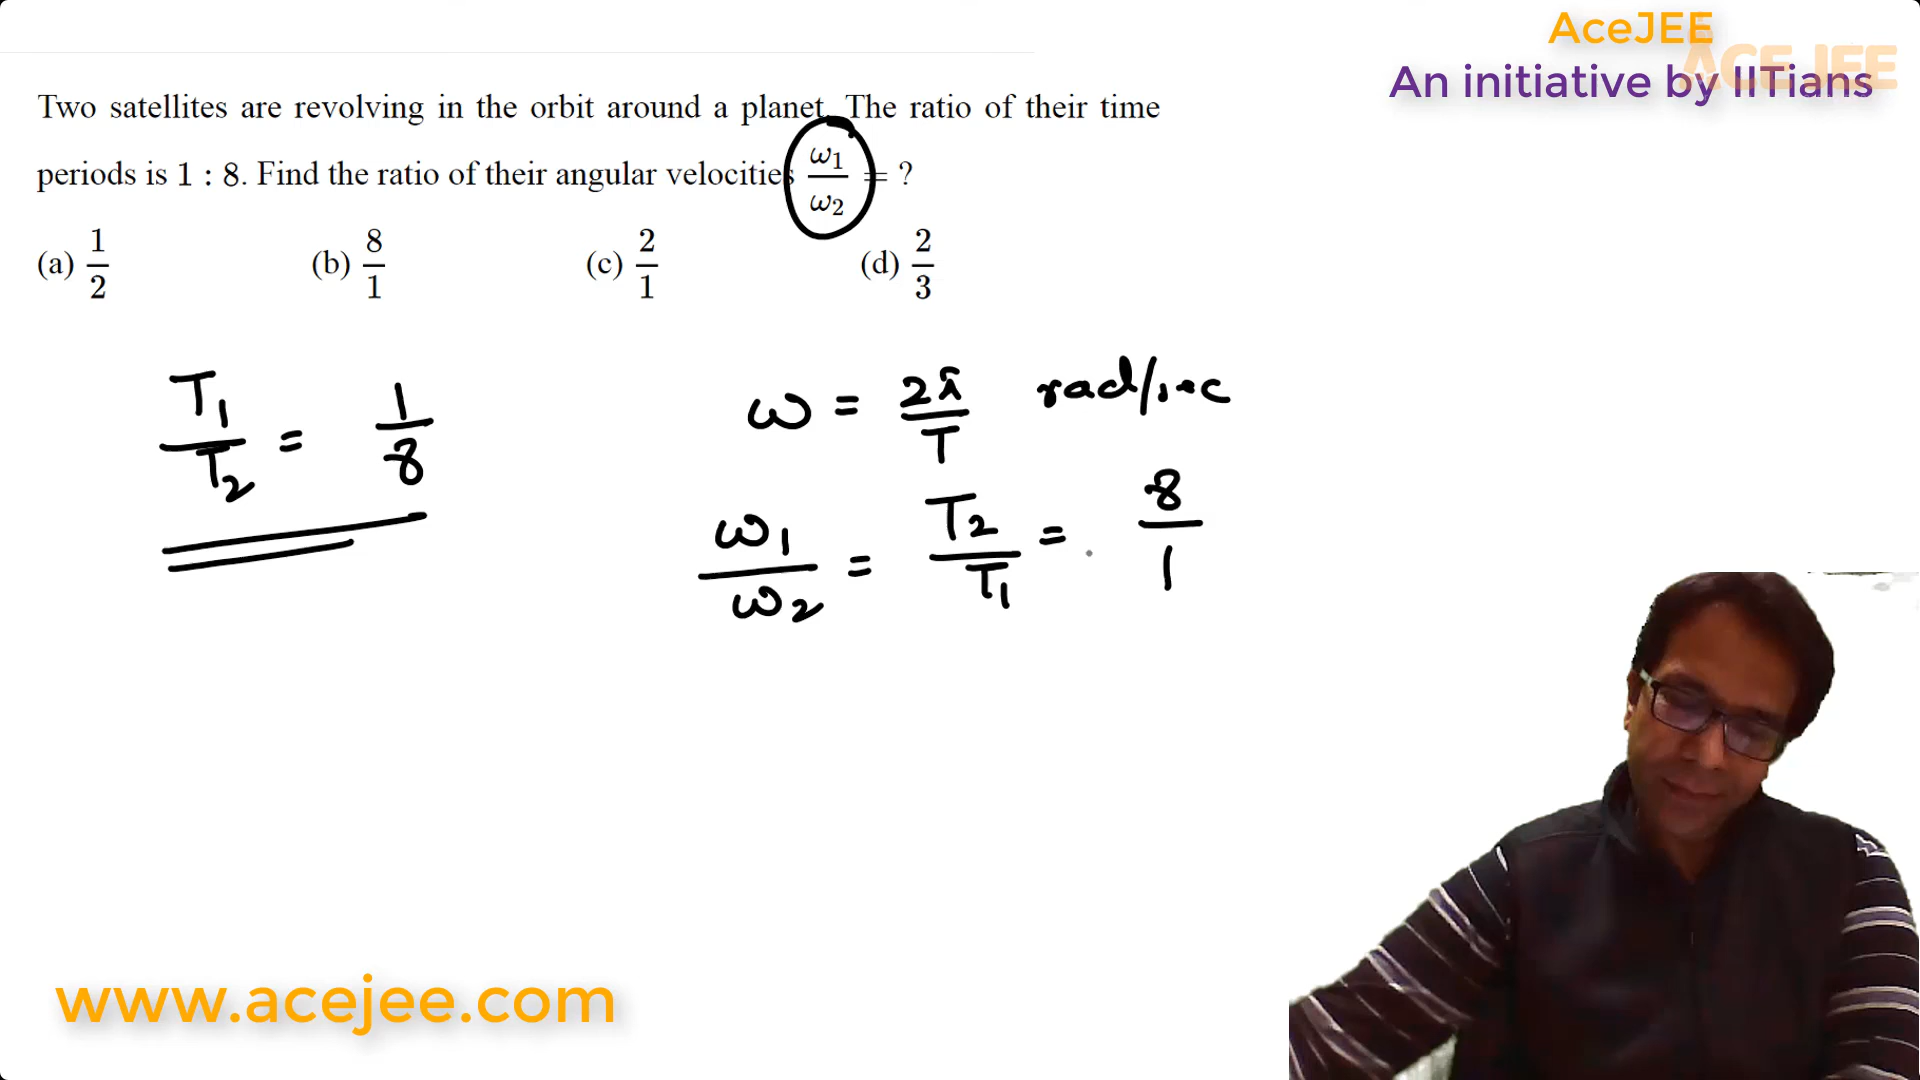 AceJEE
ACE JEE
An initiative by IITians
Two satellites are revolving in the orbit around a planet. The ratio of their time
periods is 1 : 8. Find the ratio of their angular velocities ω₁/ω₂ = ?
(a) 1/2 (b) 8/1 (c) 2/1 (d) 2/3
T₁/T₂ = 1/8
ω = 2π/T rad/sec
ω₁/ω₂ = T₂/T₁ = 8/1
www.acejee.com